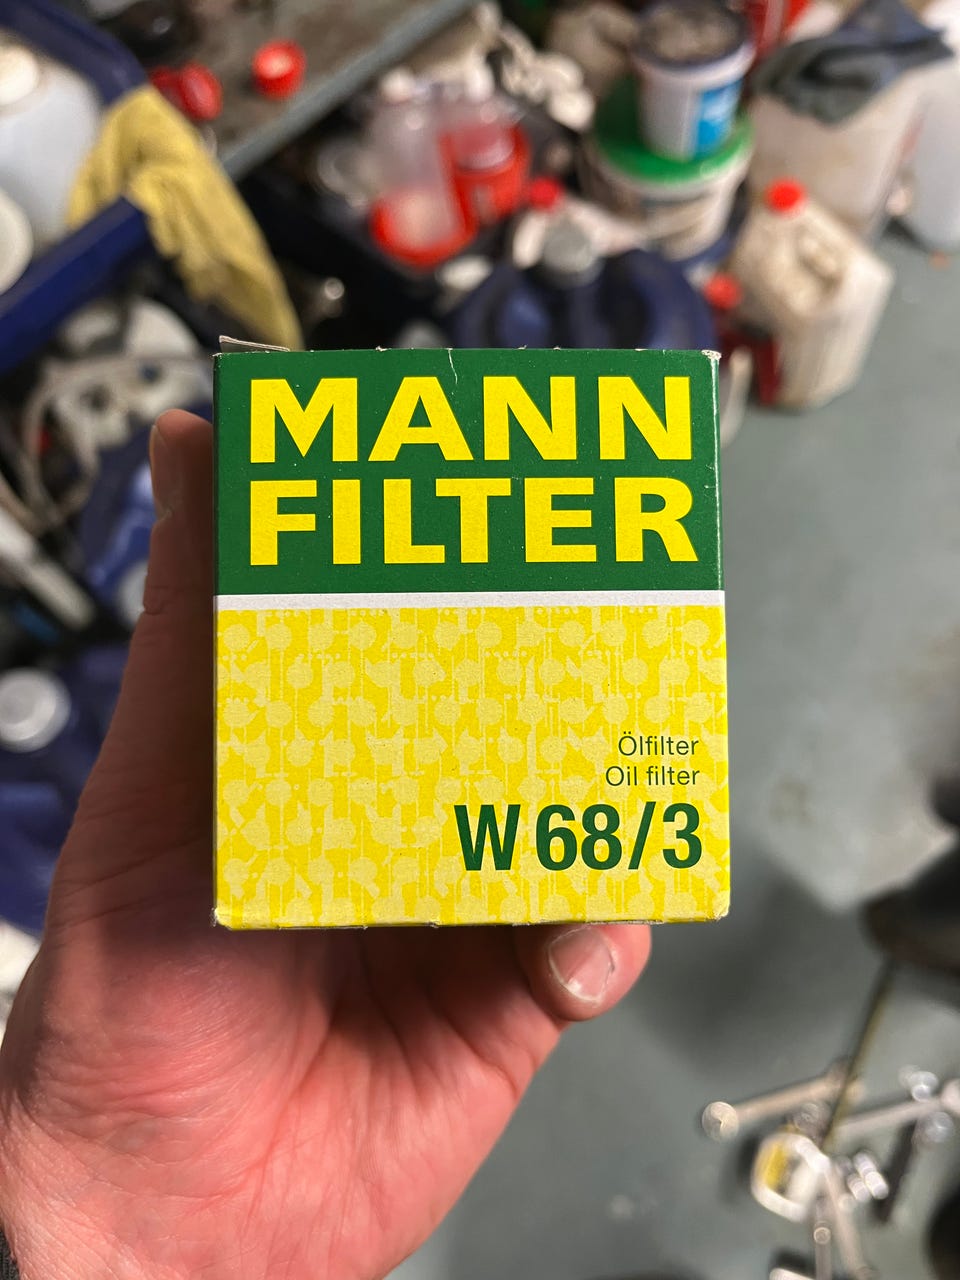 MANN
FILTER
Ölfilter
Oil filter
W 68/3